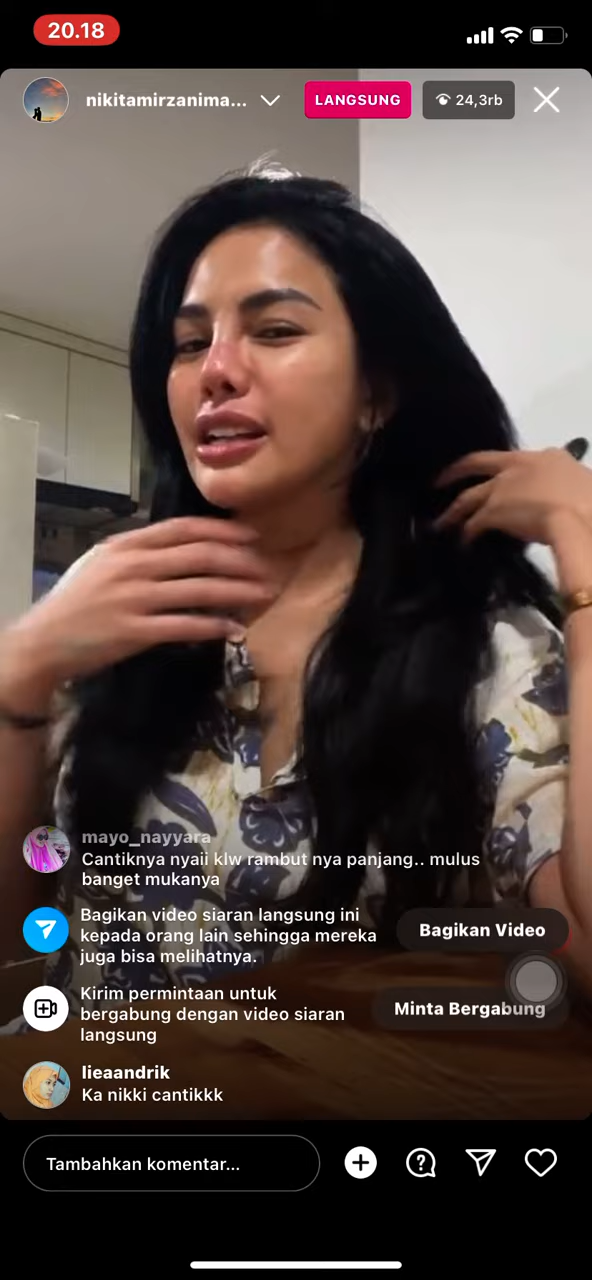 20.18
nikitamirzanima...
LANGSUNG
24,3rb
mayo_nayyara
Cantiknya nyaii klw rambut nya panjang.. mulus
banget mukanya
Bagikan video siaran langsung ini
kepada orang lain sehingga mereka
juga bisa melihatnya.
Bagikan Video
Kirim permintaan untuk
bergabung dengan video siaran
langsung
Minta Bergabung
lieaandrik
Ka nikki cantikkk
Tambahkan komentar...